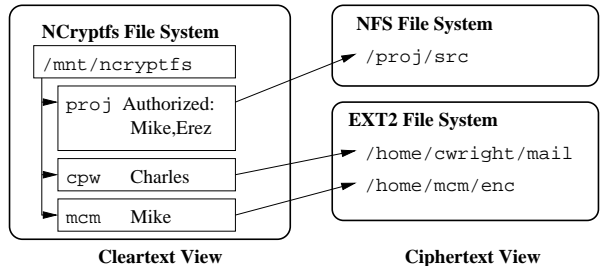 NCryptfs File System
/mnt/ncryptfs
proj Authorized:
Mike,Erez
cpw Charles
mcm Mike
Cleartext View
NFS File System
/proj/src
EXT2 File System
/home/cwright/mail
/home/mcm/enc
Ciphertext View